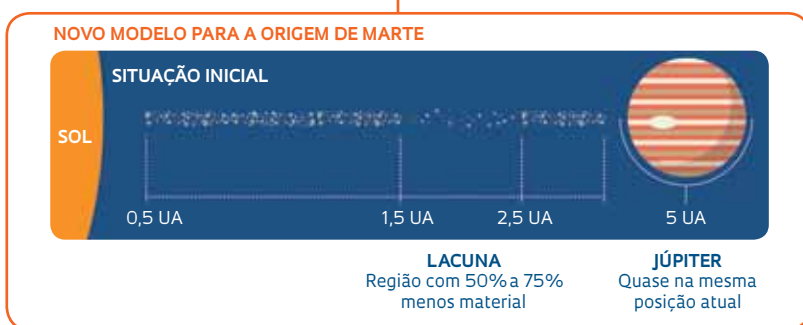 NOVO MODELO PARA A ORIGEM DE MARTE
SITUAÇÃO INICIAL
SOL
0,5 UA
1,5 UA
2,5 UA
5 UA
LACUNA
Região com 50% a 75%
menos material
JÚPITER
Quase na mesma
posição atual